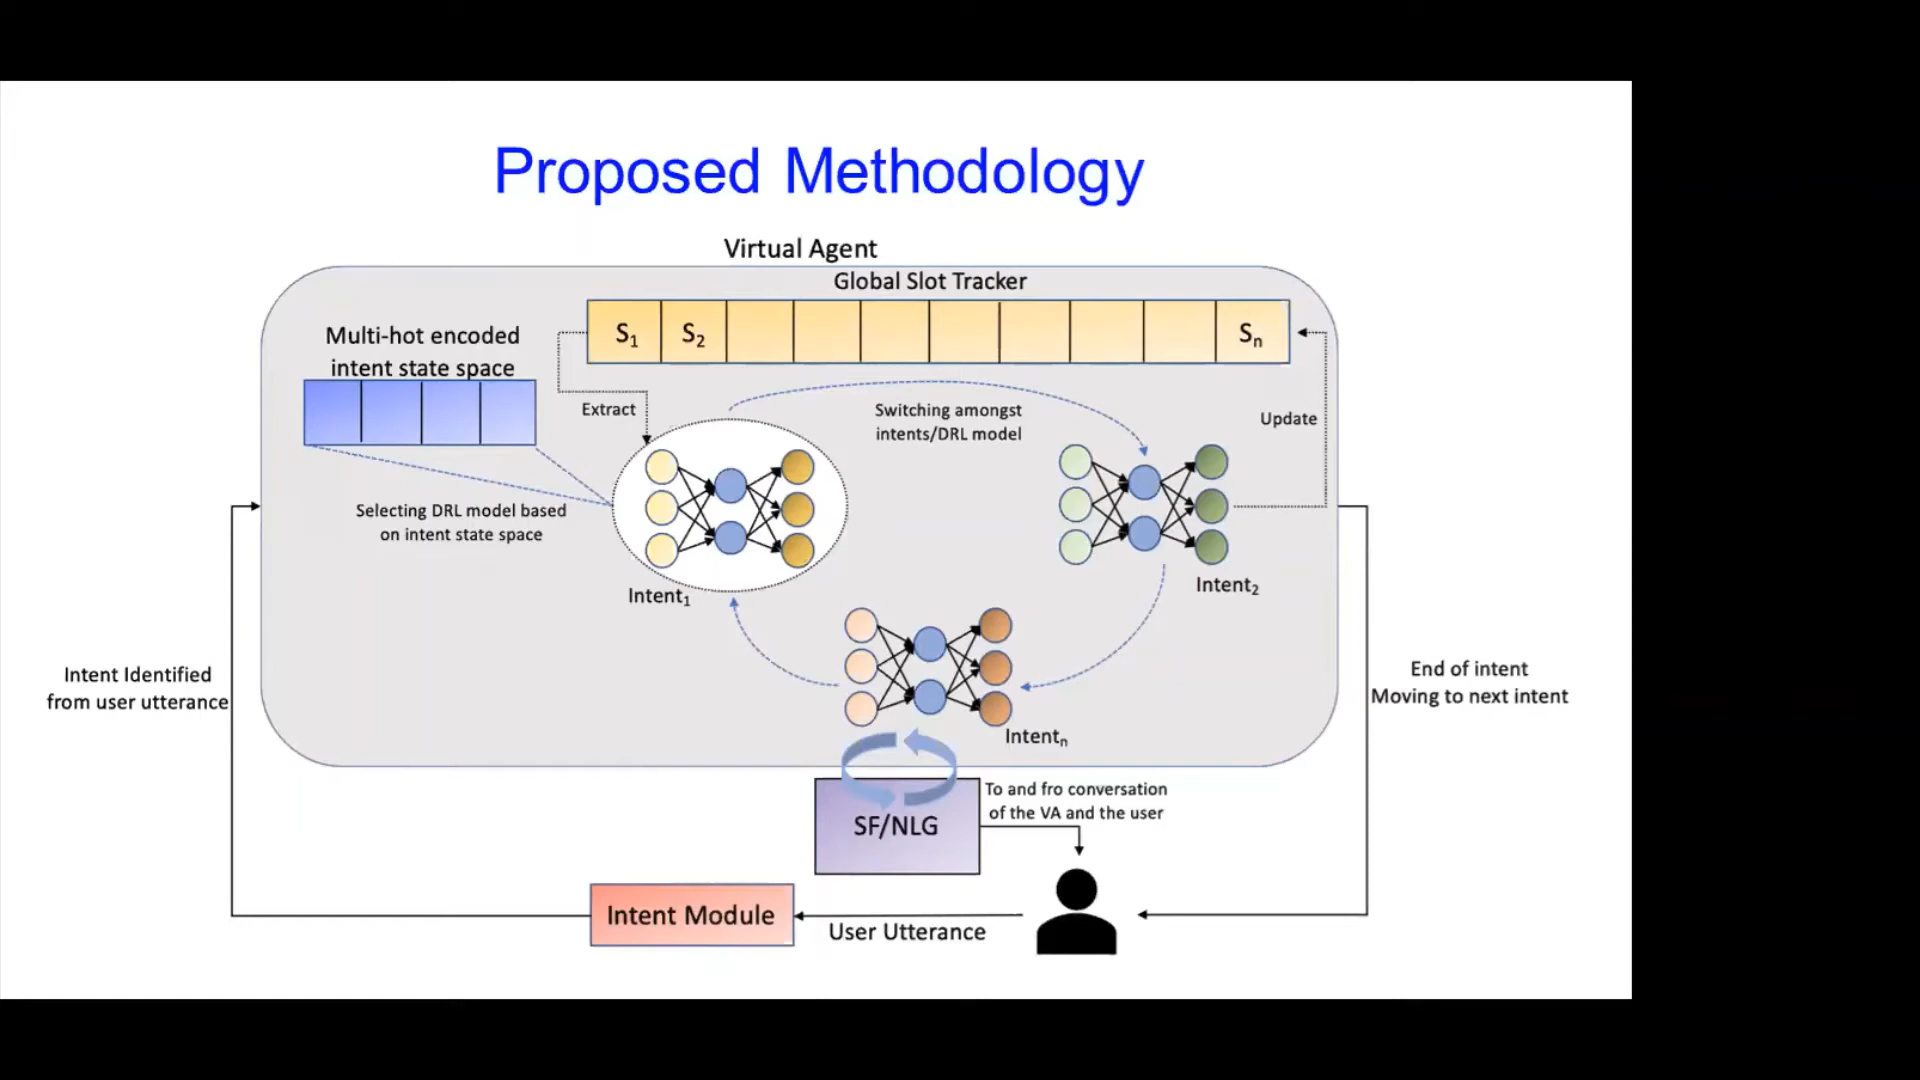 Proposed Methodology
Virtual Agent
Global Slot Tracker
S1 S2 Sn
Multi-hot encoded
intent state space
Extract
Switching amongst
intents/DRL model
Update
Selecting DRL model based
on intent state space
Intent1
Intent2
Intentn
Intent Identified
from user utterance
End of intent
Moving to next intent
To and fro conversation
of the VA and the user
SF/NLG
Intent Module
User Utterance